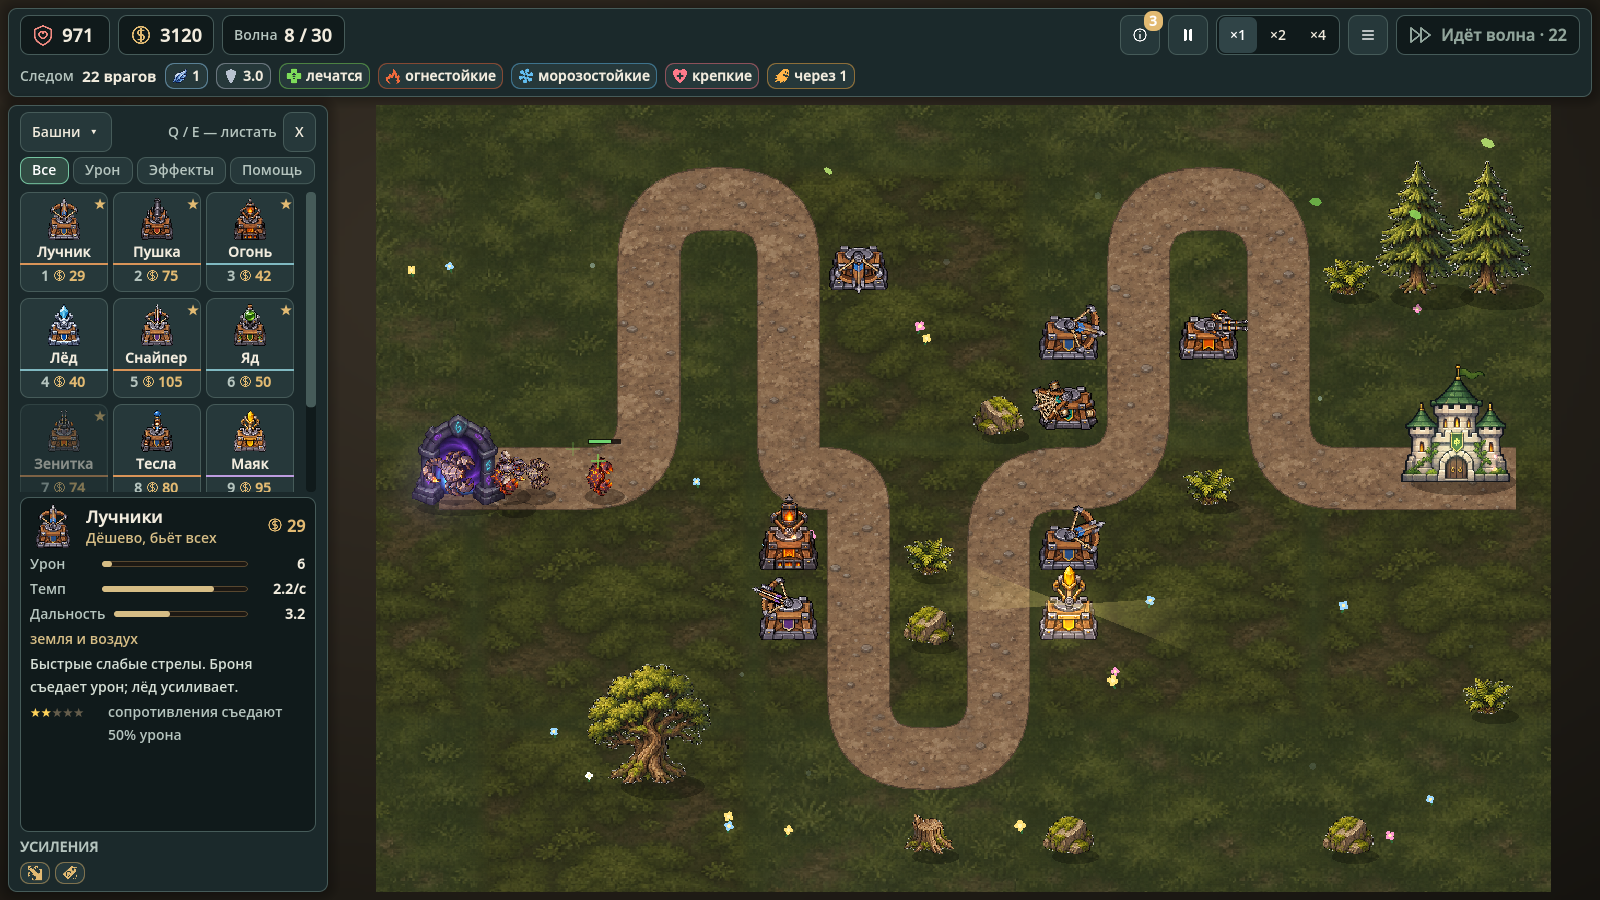 971
3120
Волна 8 / 30
3
×1 ×2 ×4
Идёт волна · 22
Следом 22 врагов 1 3.0 лечатся огнестойкие морозостойкие крепкие через 1
Башни ▼ Q / E — листать X
Все Урон Эффекты Помощь
Лучник Пушка Огонь
1 29 2 75 3 42
Лёд Снайпер Яд
4 40 5 105 6 50
Зенитка Тесла Маяк
7 74 8 80 9 95
Лучники
Дёшево, бьёт всех
29
Урон 6
Темп 2.2/с
Дальность 3.2
земля и воздух
Быстрые слабые стрелы. Броня
съедает урон; лёд усиливает.
★★★★★ сопротивления съедают
50% урона
УСИЛЕНИЯ